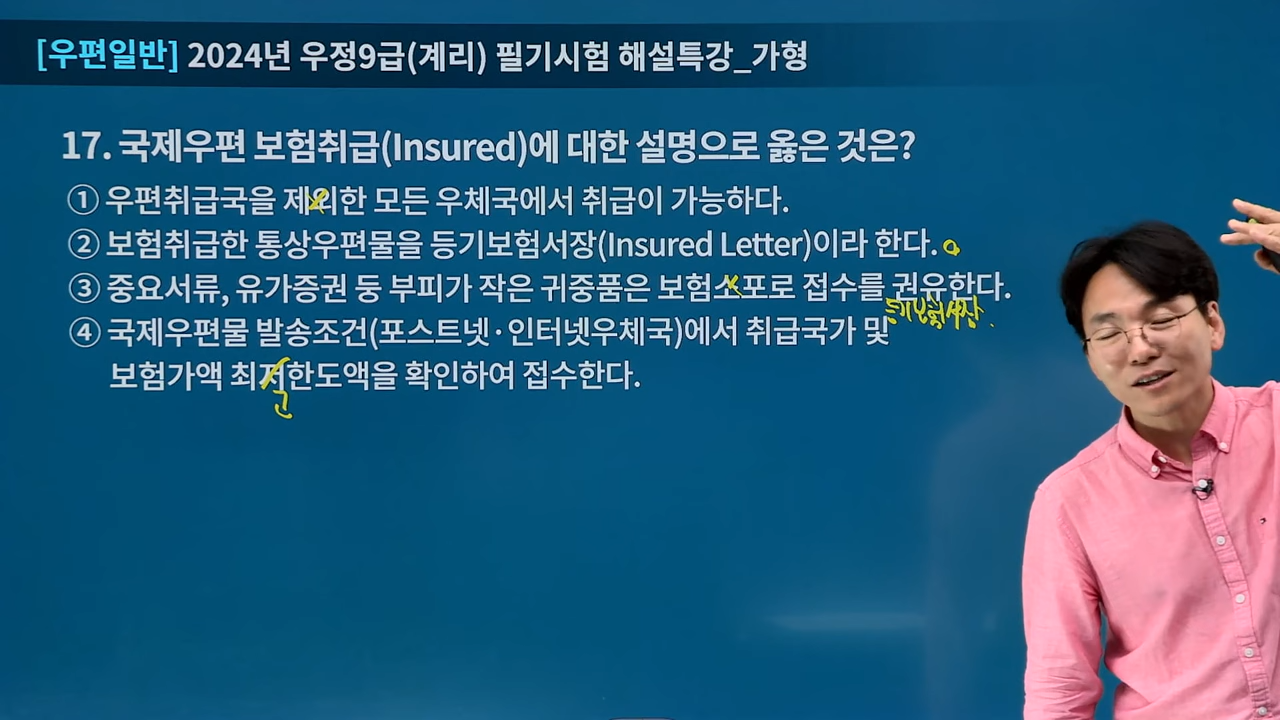 [우편일반] 2024년 우정9급(계리) 필기시험 해설특강_가형
17. 국제우편 보험취급(Insured)에 대한 설명으로 옳은 것은?
① 우편취급국을 제외한 모든 우체국에서 취급이 가능하다.
② 보험취급한 통상우편물을 등기보험서장(Insured Letter)이라 한다.
③ 중요서류, 유가증권 등 부피가 작은 귀중품은 보험소포로 접수를 권유한다.
등기보험서장.
④ 국제우편물 발송조건(포스트넷·인터넷우체국)에서 취급국가 및
보험가액 최저한도액을 확인하여 접수한다.
고